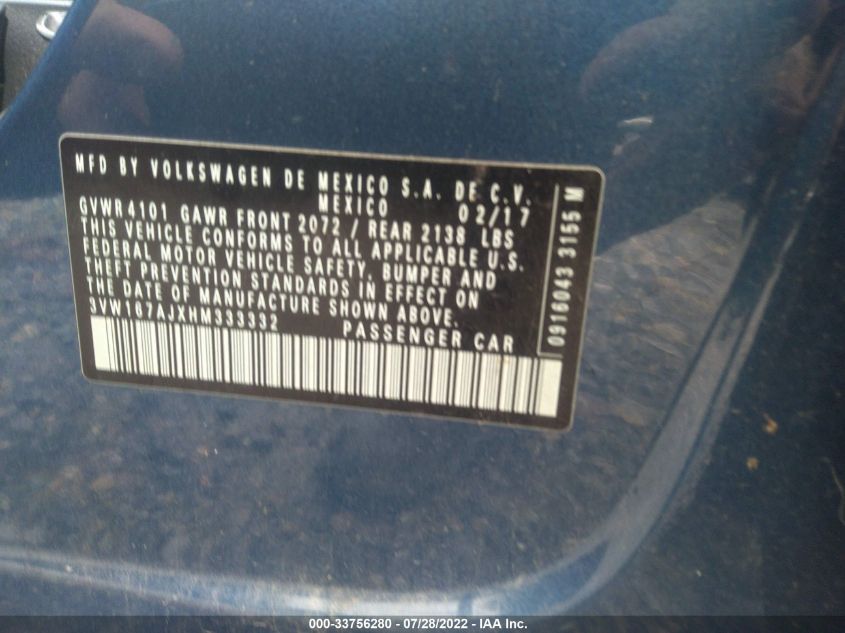 MFD BY VOLKSWAGEN DE MEXICO S.A. DE C.V.
MEXICO 02/17
GVWR 4101 GAWR FRONT 2072 / REAR 2138 LBS
THIS VEHICLE CONFORMS TO ALL APPLICABLE U.S.
FEDERAL MOTOR VEHICLE SAFETY, BUMPER AND
THEFT PREVENTION STANDARDS IN EFFECT ON
THE DATE OF MANUFACTURE SHOWN ABOVE.
3VW167AJXHM333332
PASSENGER CAR
0916043 3155 M
000-33756280 - 07/28/2022 - IAA Inc.